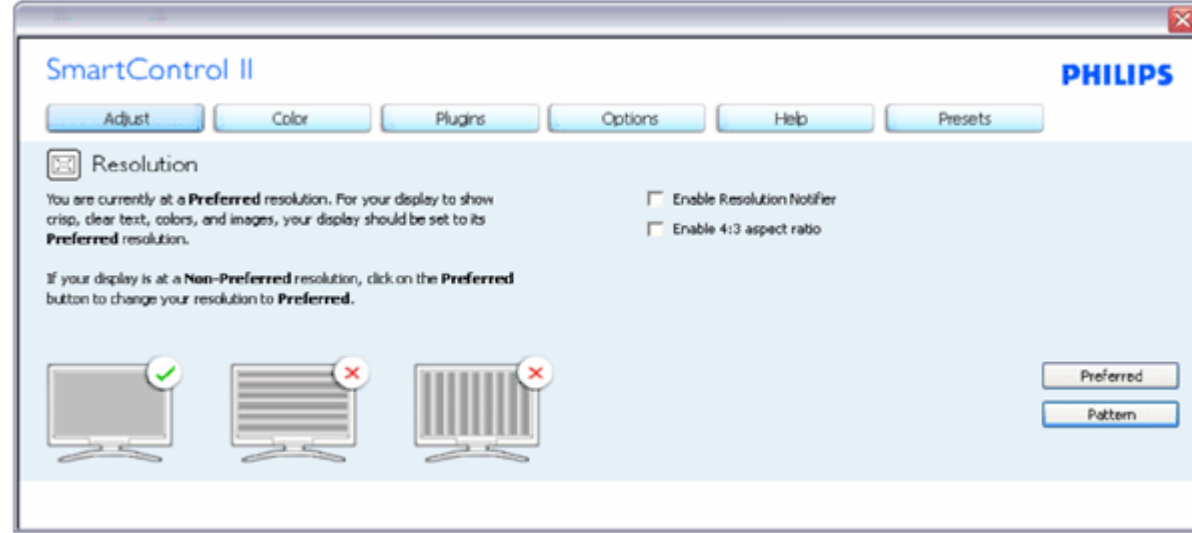 SmartControl II
PHILIPS
Adjust
Color
Plugins
Options
Help
Presets
Resolution
You are currently at a Preferred resolution. For your display to show
crisp, clear text, colors, and images, your display should be set to its
Preferred resolution.
If your display is at a Non-Preferred resolution, click on the Preferred
button to change your resolution to Preferred.
Enable Resolution Notifier
Enable 4:3 aspect ratio
Preferred
Pattern